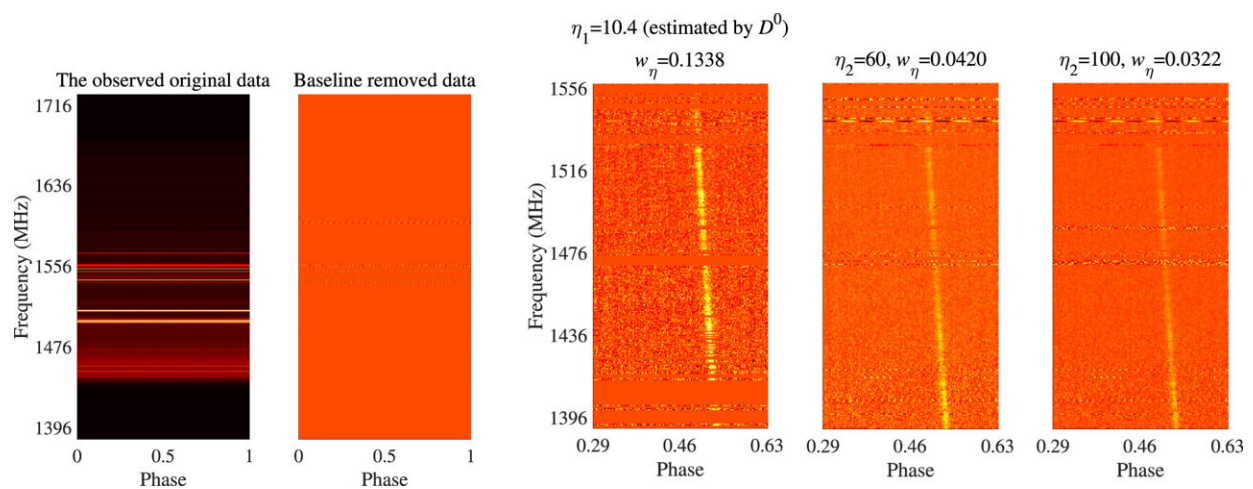 The observed original data
1716
1636
1556
1476
1396
Frequency (MHz)
0
0.5
1
Phase
Baseline removed data
0
0.5
1
Phase
η₁=10.4 (estimated by D⁰)
w_η=0.1338
1556
1516
1476
1436
1396
Frequency (MHz)
0.29
0.46
0.63
Phase
η₂=60, w_η=0.0420
0.29
0.46
0.63
Phase
η₂=100, w_η=0.0322
0.29
0.46
0.63
Phase